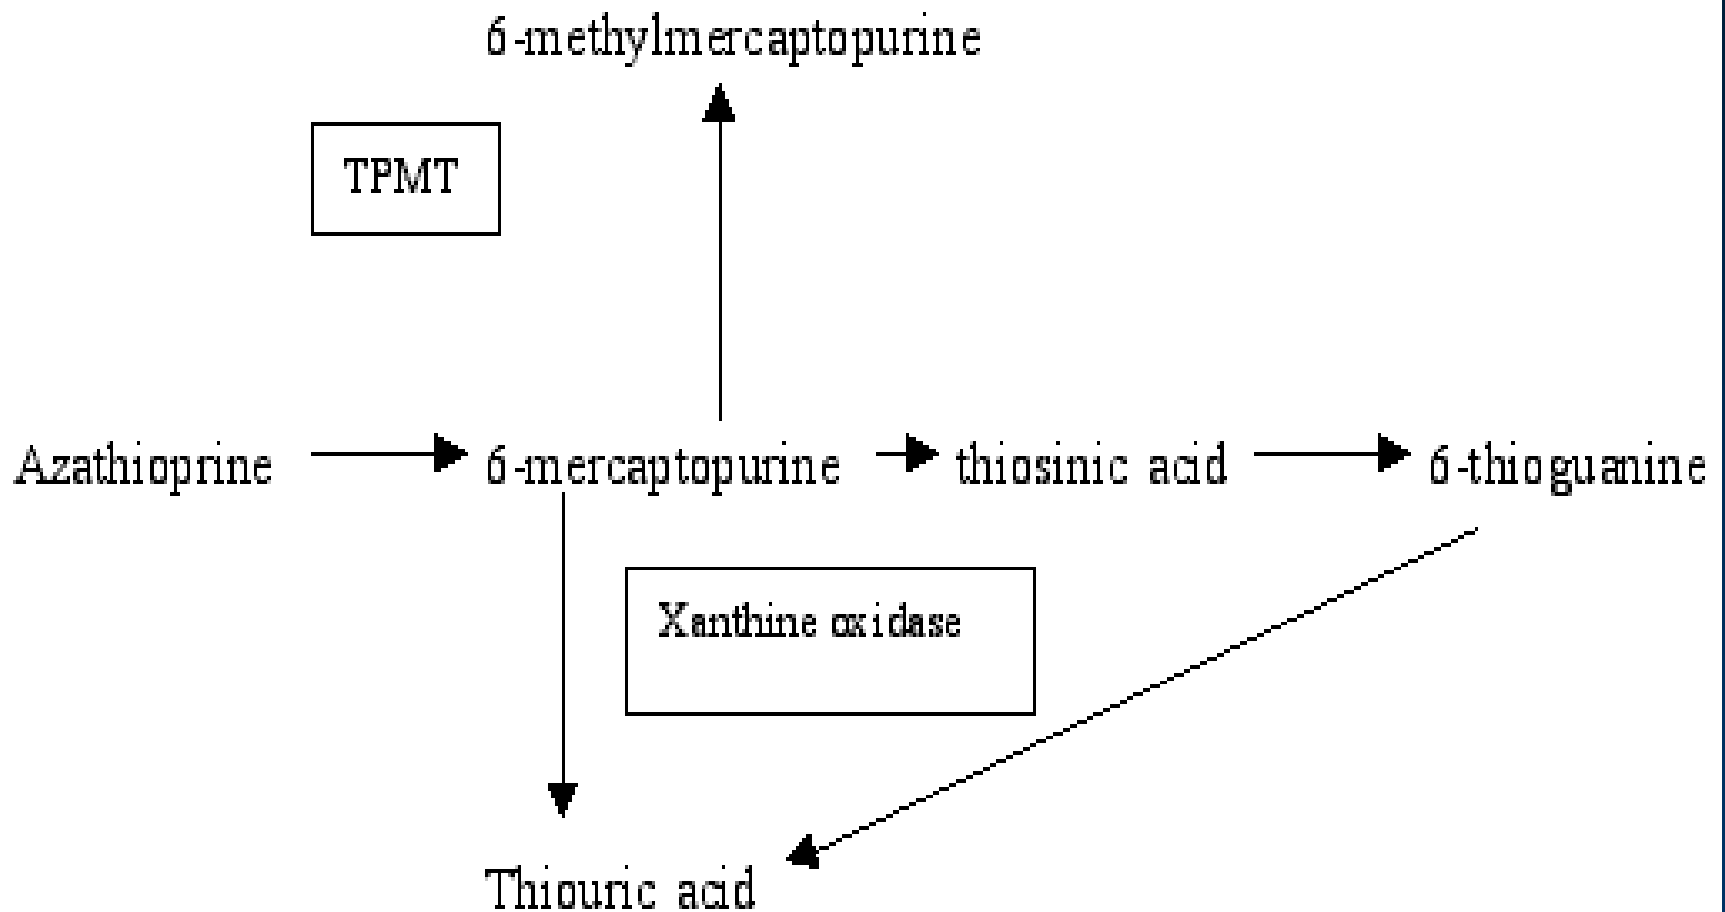 6-methylmercaptopurine
TPMT
Azathioprine 6-mercaptopurine thiosinic acid 6-thioguanine
Xanthine oxidase
Thiouric acid